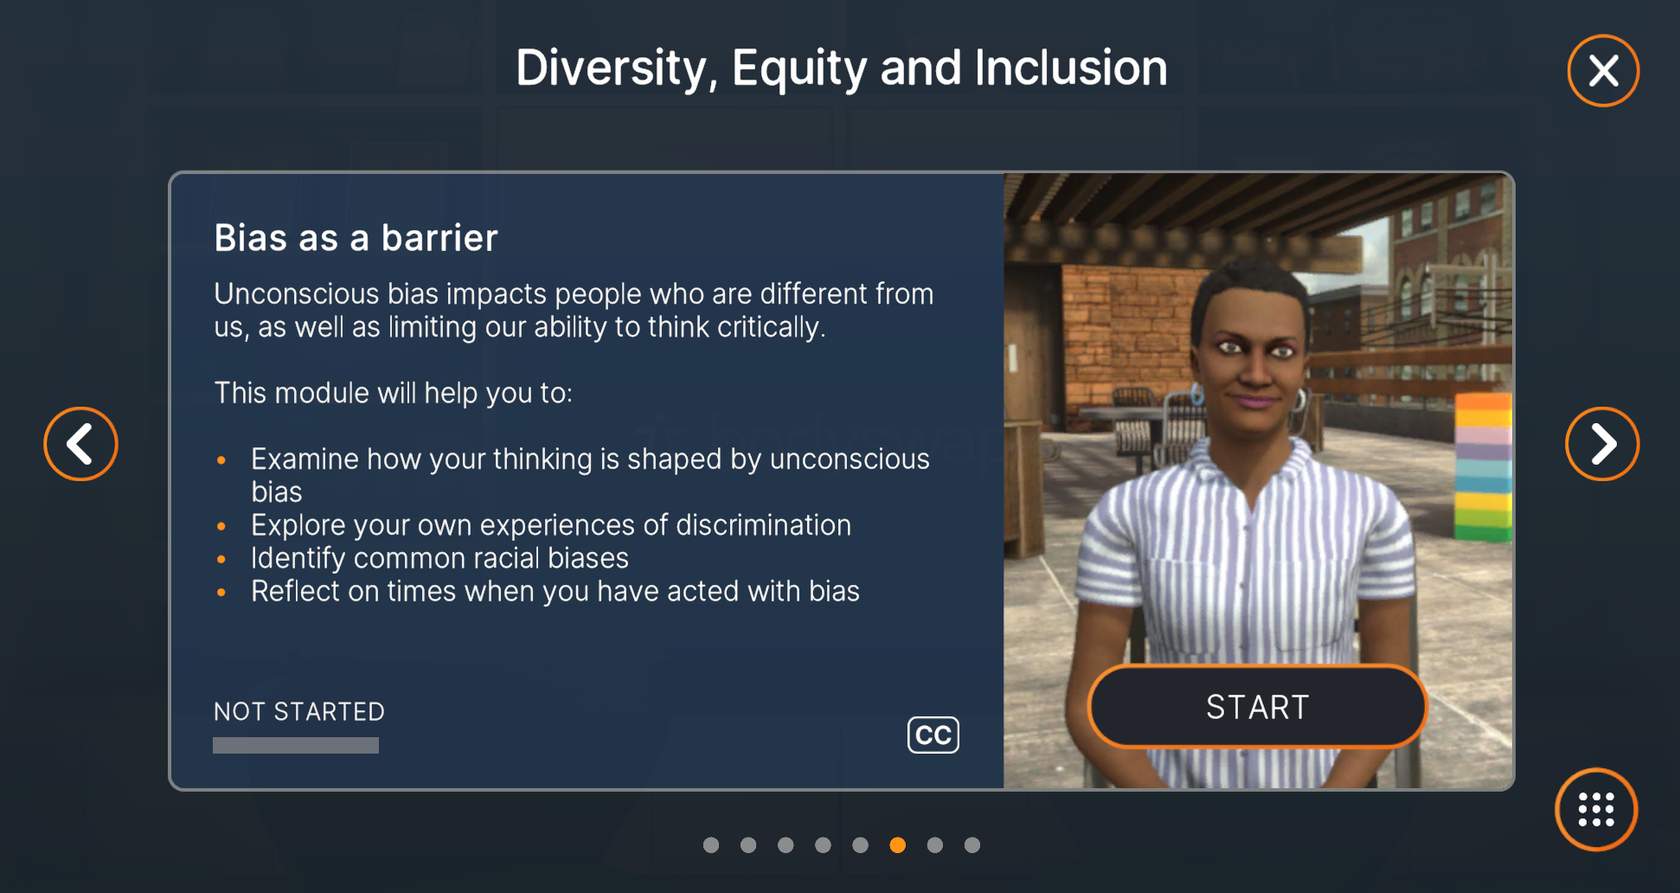 Diversity, Equity and Inclusion
Bias as a barrier
Unconscious bias impacts people who are different from
us, as well as limiting our ability to think critically.
This module will help you to:
• Examine how your thinking is shaped by unconscious
bias
• Explore your own experiences of discrimination
• Identify common racial biases
• Reflect on times when you have acted with bias
NOT STARTED
CC
START